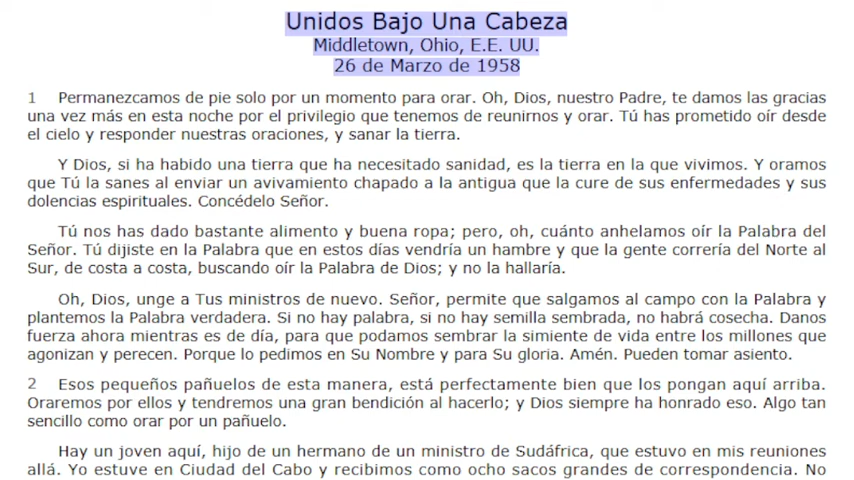 Unidos Bajo Una Cabeza
Middletown, Ohio, E.E. UU.
26 de Marzo de 1958
1 Permanezcamos de pie solo por un momento para orar. Oh, Dios, nuestro Padre, te damos las gracias
una vez más en esta noche por el privilegio que tenemos de reunirnos y orar. Tú has prometido oír desde
el cielo y responder nuestras oraciones, y sanar la tierra.
Y Dios, si ha habido una tierra que ha necesitado sanidad, es la tierra en la que vivimos. Y oramos
que Tú la sanes al enviar un avivamiento chapado a la antigua que la cure de sus enfermedades y sus
dolencias espirituales. Concédelo Señor.
Tú nos has dado bastante alimento y buena ropa; pero, oh, cuánto anhelamos oír la Palabra del
Señor. Tú dijiste en la Palabra que en estos días vendría un hambre y que la gente correría del Norte al
Sur, de costa a costa, buscando oír la Palabra de Dios; y no la hallaría.
Oh, Dios, unge a Tus ministros de nuevo. Señor, permite que salgamos al campo con la Palabra y
plantemos la Palabra verdadera. Si no hay palabra, si no hay semilla sembrada, no habrá cosecha. Danos
fuerza ahora mientras es de día, para que podamos sembrar la simiente de vida entre los millones que
agonizan y perecen. Porque lo pedimos en Su Nombre y para Su gloria. Amén. Pueden tomar asiento.
2 Esos pequeños pañuelos de esta manera, está perfectamente bien que los pongan aquí arriba.
Oraremos por ellos y tendremos una gran bendición al hacerlo; y Dios siempre ha honrado eso. Algo tan
sencillo como orar por un pañuelo.
Hay un joven aquí, hijo de un hermano de un ministro de Sudáfrica, que estuvo en mis reuniones
allá. Yo estuve en Ciudad del Cabo y recibimos como ocho sacos grandes de correspondencia. No